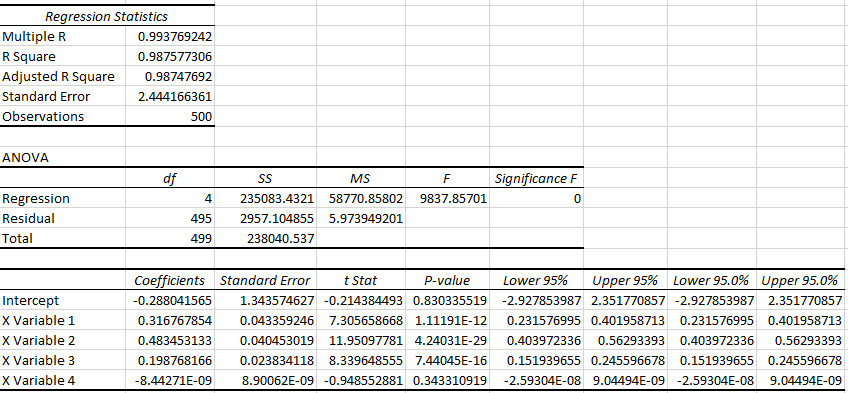 Regression Statistics
Multiple R 0.993769242
R Square 0.987577306
Adjusted R Square 0.98747692
Standard Error 2.444166361
Observations 500
ANOVA
df SS MS F Significance F
Regression 4 235083.4321 58770.85802 9837.85701 0
Residual 495 2957.104855 5.973949201
Total 499 238040.537
Coefficients Standard Error t Stat P-value Lower 95% Upper 95% Lower 95.0% Upper 95.0%
Intercept -0.288041565 1.343574627 -0.214384493 0.830335519 -2.927853987 2.351770857 -2.927853987 2.351770857
X Variable 1 0.316767854 0.043359246 7.305658668 1.11191E-12 0.231576995 0.401958713 0.231576995 0.401958713
X Variable 2 0.483453133 0.040453019 11.95097781 4.24031E-29 0.403972336 0.56293393 0.403972336 0.56293393
X Variable 3 0.198768166 0.023834118 8.339648555 7.44045E-16 0.151939655 0.245596678 0.151939655 0.245596678
X Variable 4 -8.44271E-09 8.90062E-09 -0.948552881 0.343310919 -2.59304E-08 9.04494E-09 -2.59304E-08 9.04494E-09